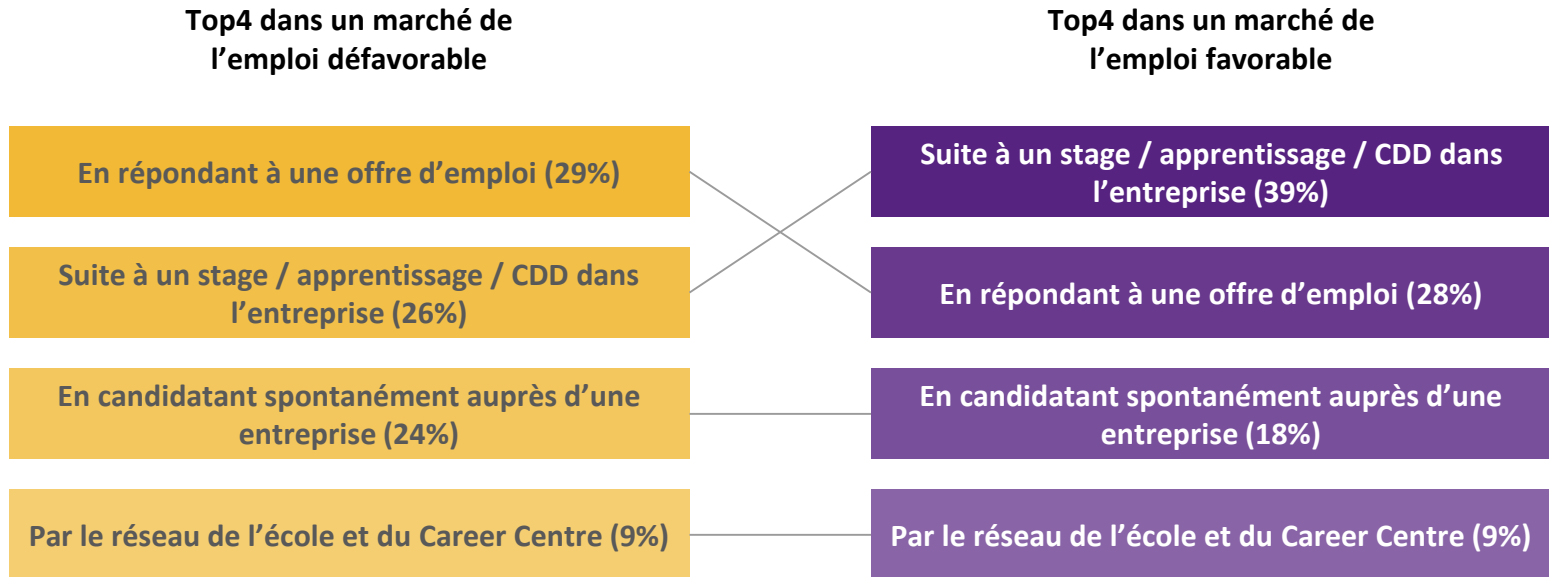 Top4 dans un marché de
l’emploi défavorable
Top4 dans un marché de
l’emploi favorable
En répondant à une offre d’emploi (29%)
Suite à un stage / apprentissage / CDD dans
l’entreprise (39%)
Suite à un stage / apprentissage / CDD dans
l’entreprise (26%)
En répondant à une offre d’emploi (28%)
En candidatant spontanément auprès d’une
entreprise (24%)
En candidatant spontanément auprès d’une
entreprise (18%)
Par le réseau de l’école et du Career Centre (9%)
Par le réseau de l’école et du Career Centre (9%)